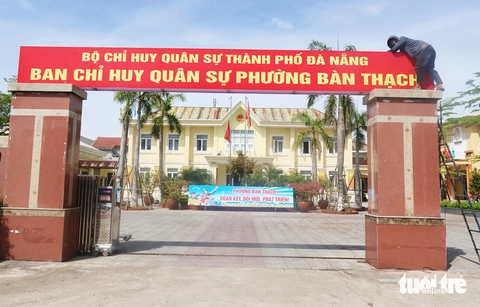 BỘ CHỈ HUY QUÂN SỰ THÀNH PHỐ ĐÀ NẴNG
BAN CHỈ HUY QUÂN SỰ PHƯỜNG BÀN THẠCH
PHƯỜNG BÀN THẠCH
ĐOÀN KẾT, ĐỔI MỚI, PHÁT TRIỂN!
tuổi trẻ
online